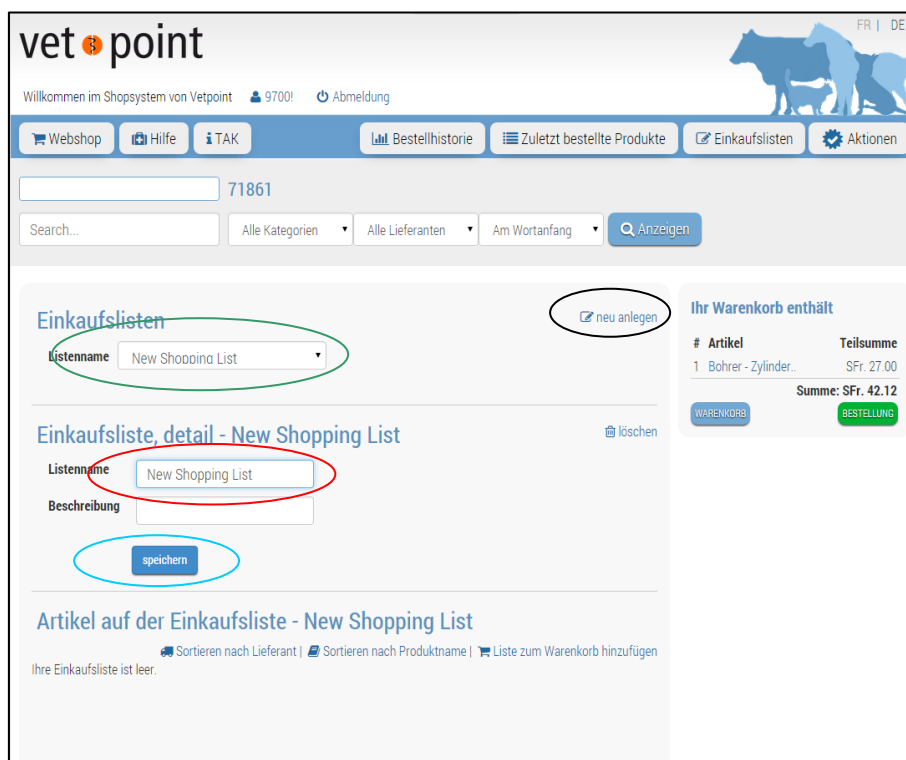 vet point
FR | DE
Willkommen im Shopsystem von Vetpoint 9700! Abmeldung
Webshop Hilfe TAK Bestellhistorie Zuletzt bestellte Produkte Einkaufslisten Aktionen
71861
Search... Alle Kategorien Alle Lieferanten Am Wortanfang Anzeigen
Einkaufslisten neu anlegen
Listenname New Shopping List
Einkaufsliste, detail - New Shopping List löschen
Listenname New Shopping List
Beschreibung
speichern
Artikel auf der Einkaufsliste - New Shopping List
Sortieren nach Lieferant | Sortieren nach Produktname | Liste zum Warenkorb hinzufügen
Ihre Einkaufsliste ist leer.
Ihr Warenkorb enthält
# Artikel Teilsumme
1 Bohrer - Zylinder.. SFr. 27.00
Summe: SFr. 42.12
WARENKORB BESTELLUNG